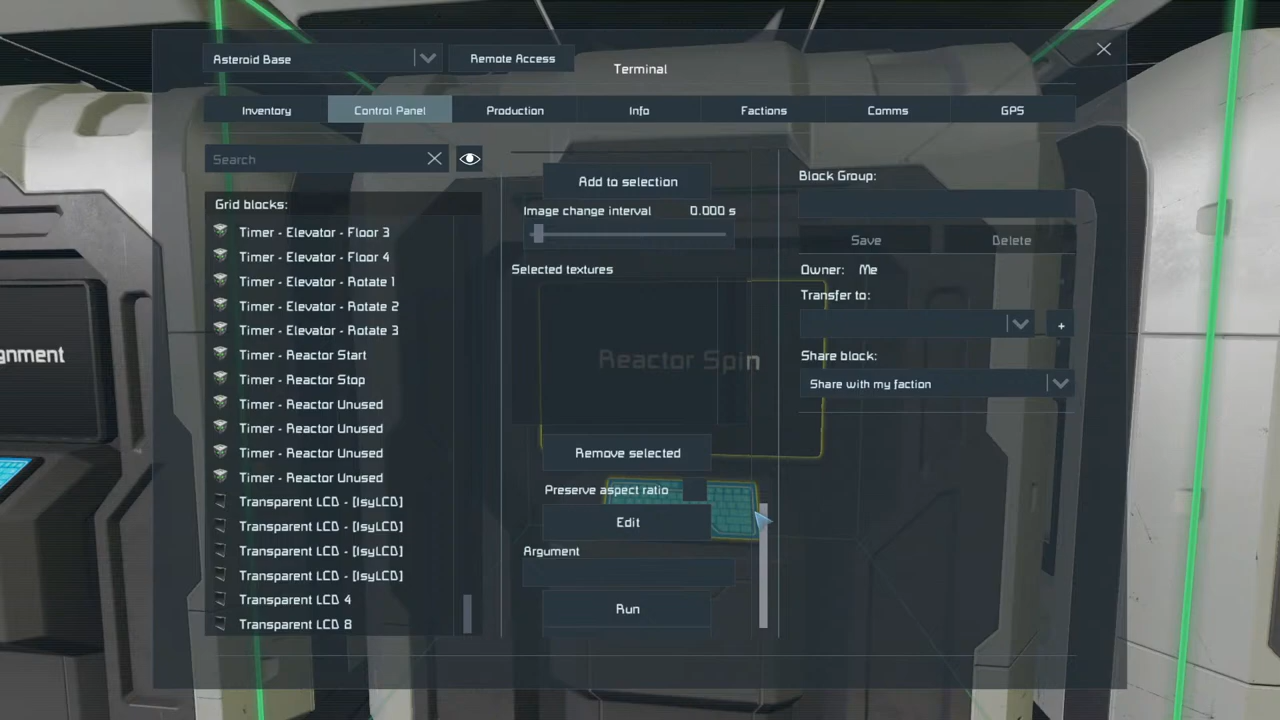 Asteroid Base
Remote Access
Terminal
Inventory
Control Panel
Production
Info
Factions
Comms
GPS
Search
Grid blocks:
Timer - Elevator - Floor 3
Timer - Elevator - Floor 4
Timer - Elevator - Rotate 1
Timer - Elevator - Rotate 2
Timer - Elevator - Rotate 3
Timer - Reactor Start
Timer - Reactor Stop
Timer - Reactor Unused
Timer - Reactor Unused
Timer - Reactor Unused
Timer - Reactor Unused
Transparent LCD - [IsyLCD]
Transparent LCD - [IsyLCD]
Transparent LCD - [IsyLCD]
Transparent LCD - [IsyLCD]
Transparent LCD 4
Transparent LCD 8
Add to selection
Image change interval 0.000 s
Selected textures
Reactor Spin
Remove selected
Preserve aspect ratio
Edit
Argument
Run
Block Group:
Save
Delete
Owner: Me
Transfer to:
+
Share block:
Share with my faction
gnment